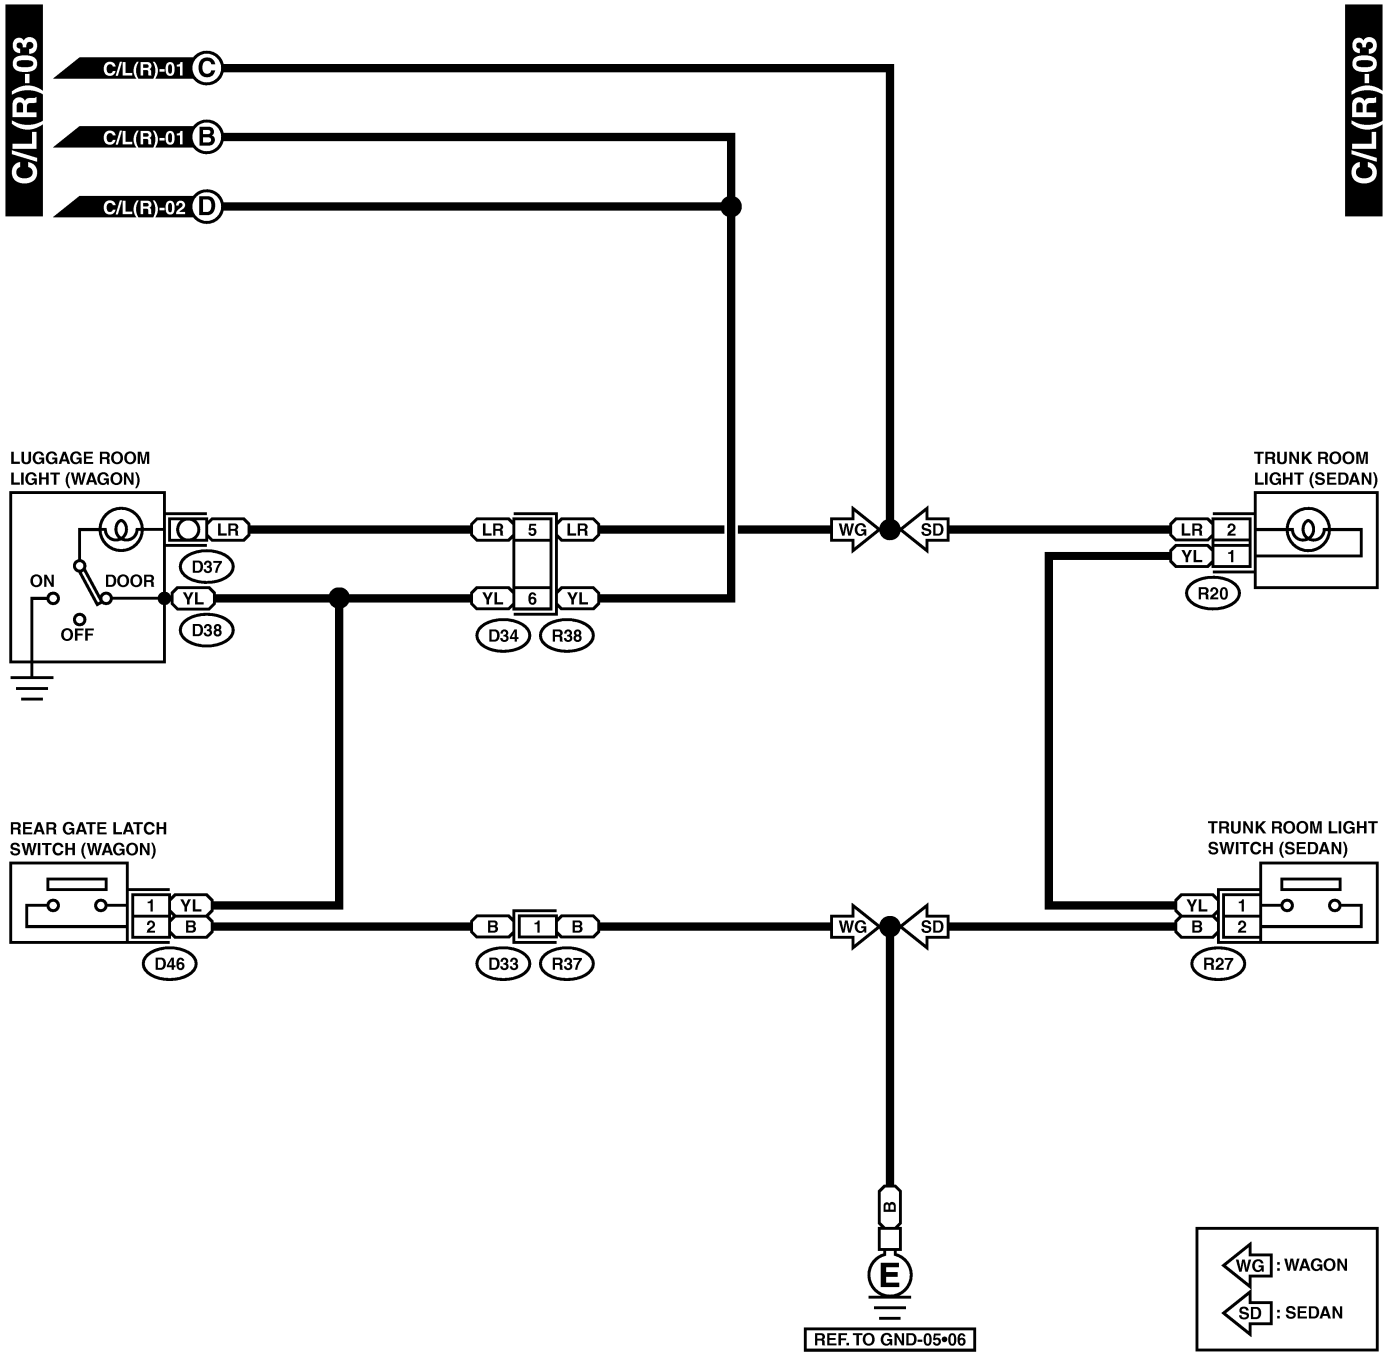 C/L(R)-03
C/L(R)-03
C/L(R)-01 C
C/L(R)-01 B
C/L(R)-02 D
LUGGAGE ROOM
LIGHT (WAGON)
TRUNK ROOM
LIGHT (SEDAN)
LR LR 5 LR WG SD LR 2
YL 1
D37
ON DOOR
R20
YL YL 6 YL
OFF
D38 D34 R38
REAR GATE LATCH
SWITCH (WAGON)
TRUNK ROOM LIGHT
SWITCH (SEDAN)
1 YL YL 1
2 B B 1 B WG SD B 2
D46 D33 R37 R27
B
E
WG : WAGON
SD : SEDAN
REF. TO GND-05•06